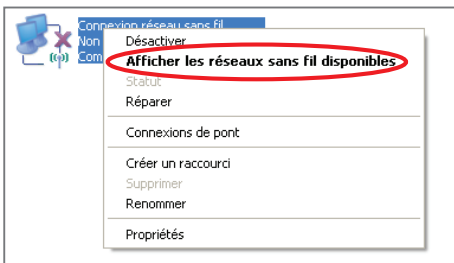 Connexion réseau sans fil
Non
Com
Désactiver
Afficher les réseaux sans fil disponibles
Statut
Réparer
Connexions de pont
Créer un raccourci
Supprimer
Renommer
Propriétés